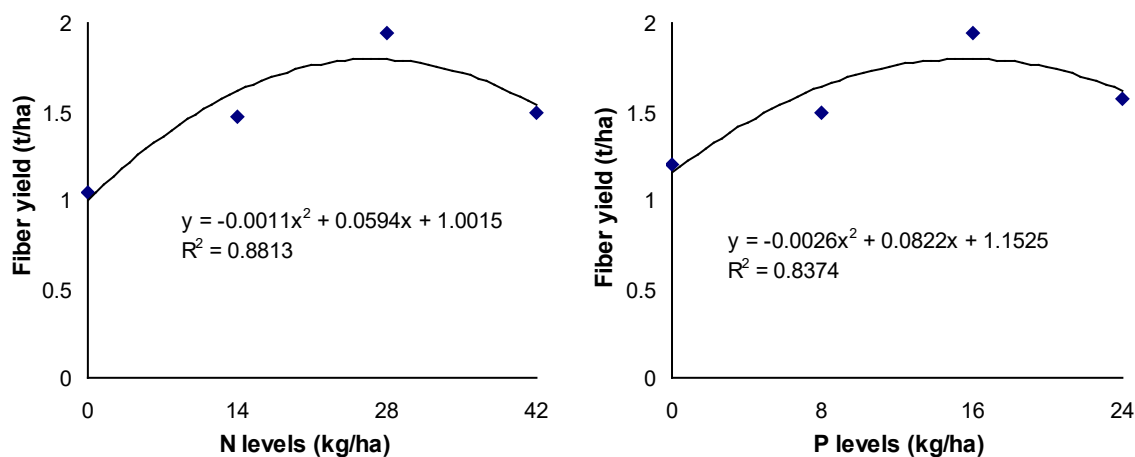 2
1.5
1
0.5
0
Fiber yield (t/ha)
y = -0.0011x² + 0.0594x + 1.0015
R² = 0.8813
0 14 28 42
N levels (kg/ha)
2
1.5
1
0.5
0
Fiber yield (t/ha)
y = -0.0026x² + 0.0822x + 1.1525
R² = 0.8374
0 8 16 24
P levels (kg/ha)